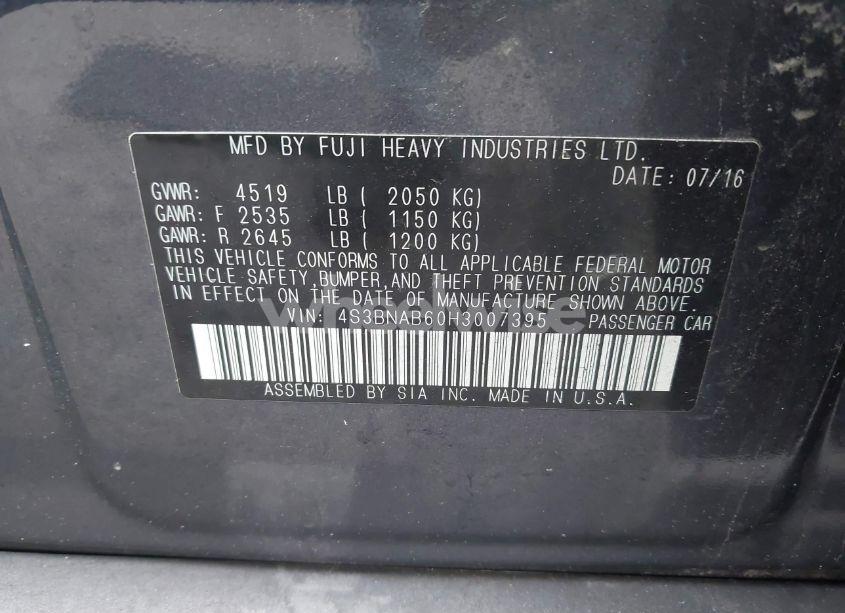 MFD BY FUJI HEAVY INDUSTRIES LTD.
DATE: 07/16
GVWR: 4519 LB ( 2050 KG)
GAWR: F 2535 LB ( 1150 KG)
GAWR: R 2645 LB ( 1200 KG)
THIS VEHICLE CONFORMS TO ALL APPLICABLE FEDERAL MOTOR
VEHICLE SAFETY,BUMPER,AND THEFT PREVENTION STANDARDS
IN EFFECT ON THE DATE OF MANUFACTURE SHOWN ABOVE.
VIN: 4S3BNAB60H3007395 PASSENGER CAR
ASSEMBLED BY SIA INC. MADE IN U.S.A.